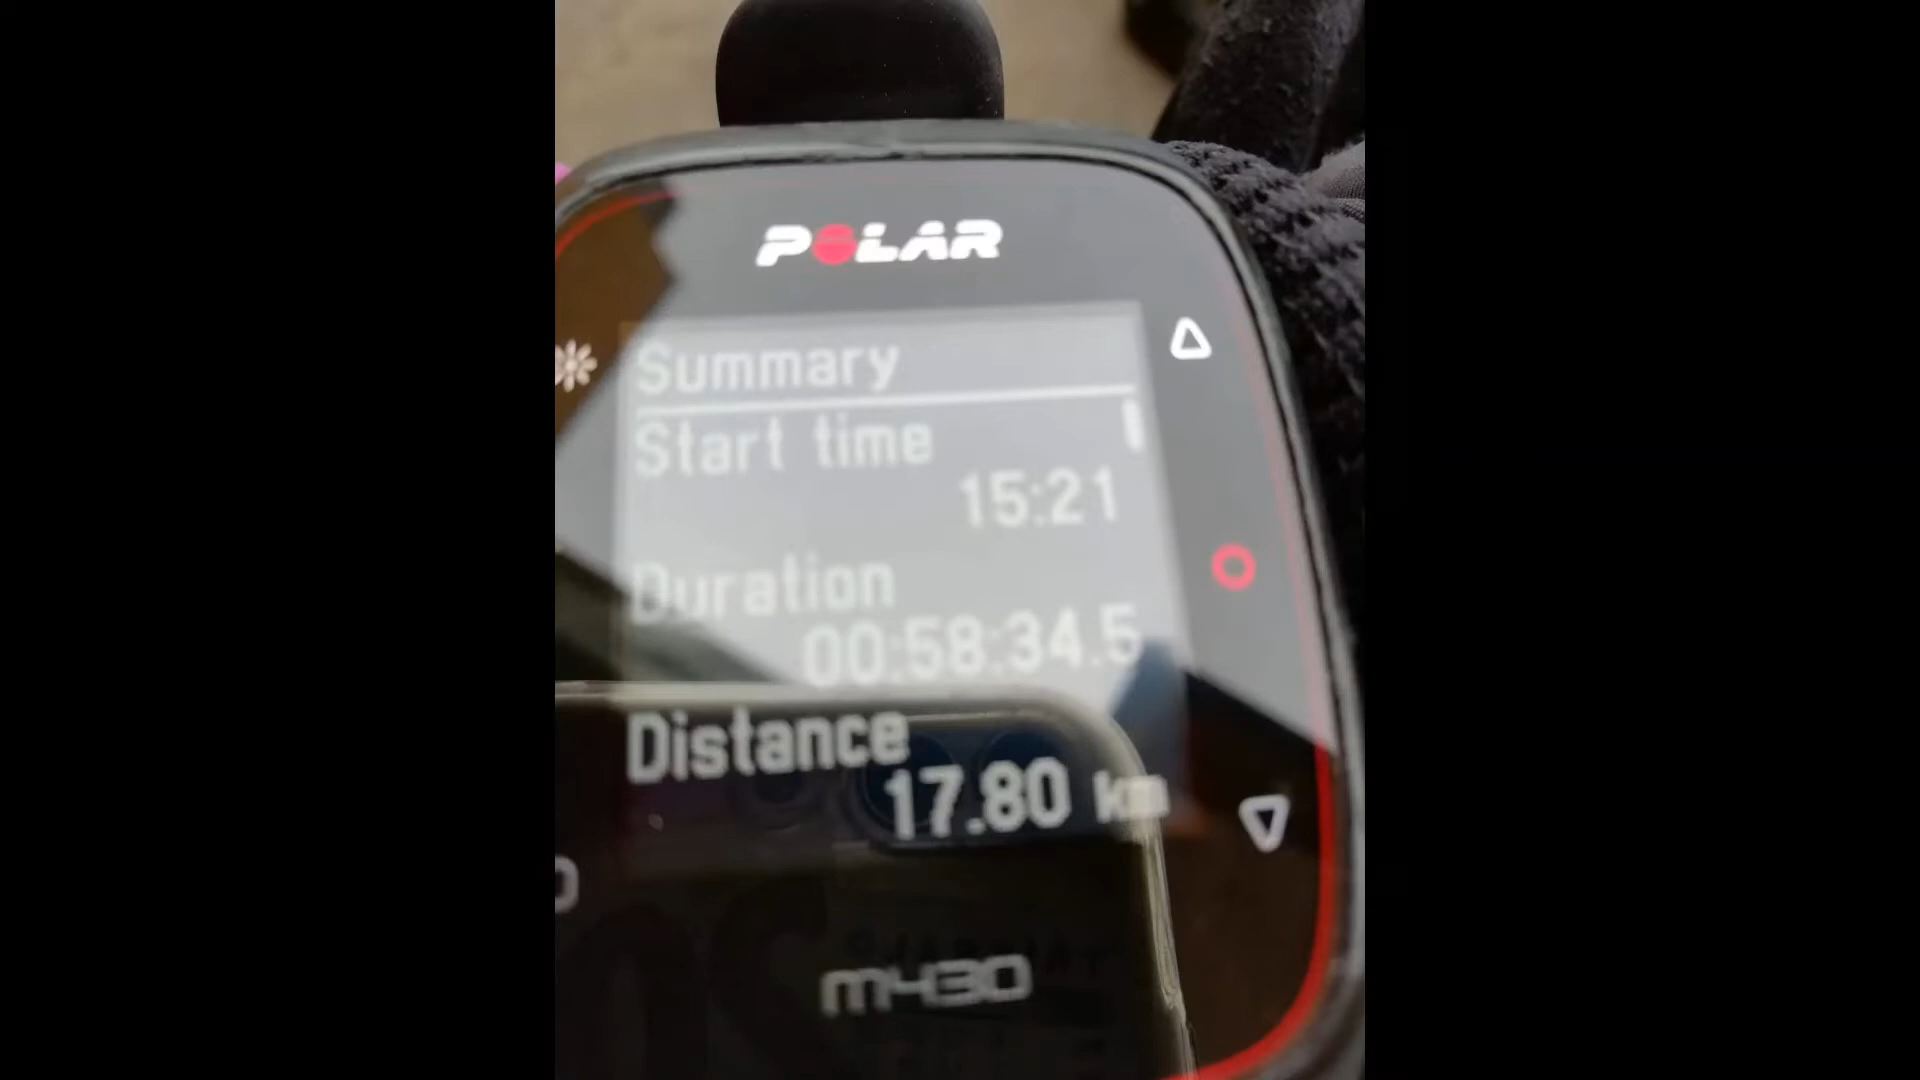 POLAR
Summary
Start time
15:21
Duration
00:58:34.5
Distance
17.80 km
M430